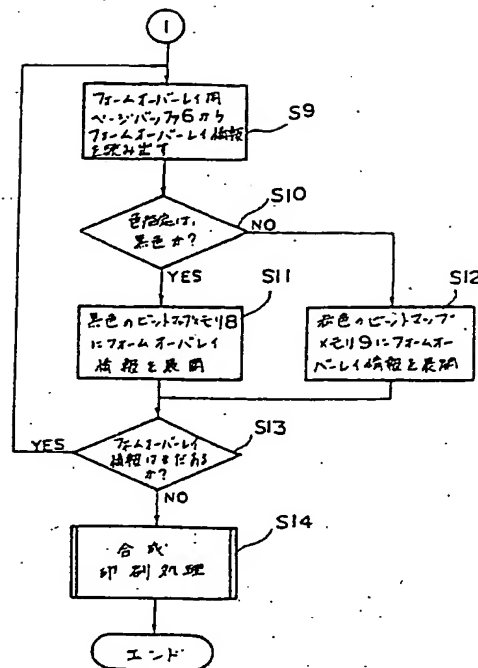 1
フォームオーバーレイ用
ページバッファ6から
フォームオーバーレイ情報
を読み出す
S9
S10
色指定は、
黒色か?
NO
YES
S11
S12
黒色のビットマップメモリ8
にフォームオーバーレイ
情報を展開
赤色のビットマップ
メモリ9にフォームオー
バーレイ情報を展開
S13
YES
フォームオーバーレイ
情報はまだある
か?
NO
S14
合成
印刷処理
エンド